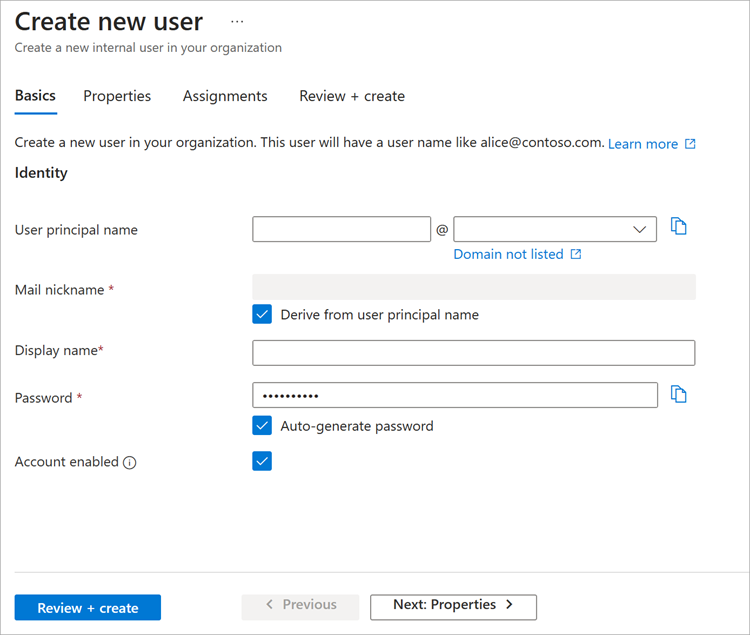 Create new user ...
Create a new internal user in your organization
Basics Properties Assignments Review + create
Create a new user in your organization. This user will have a user name like alice@contoso.com. Learn more
Identity
User principal name @
Domain not listed
Mail nickname *
Derive from user principal name
Display name*
Password * ••••••••••
Auto-generate password
Account enabled
Review + create < Previous Next: Properties >